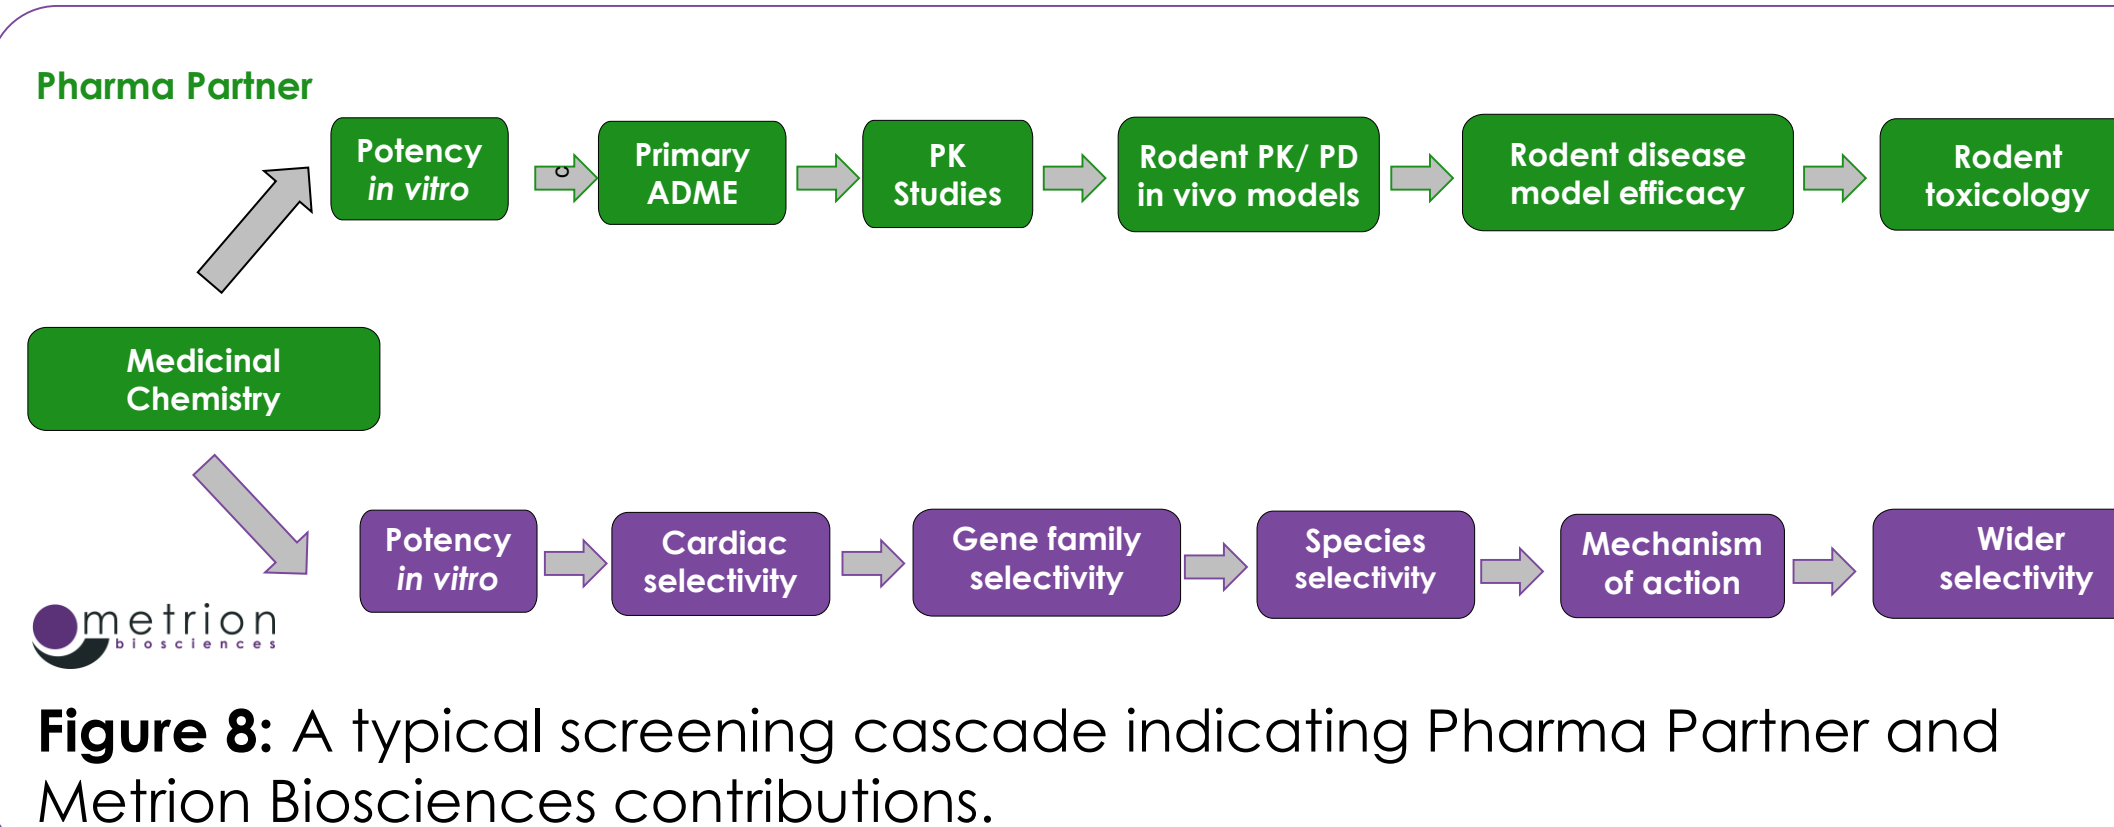 Pharma Partner
Potency
in vitro
c
Primary
ADME
PK
Studies
Rodent PK/ PD
in vivo models
Rodent disease
model efficacy
Rodent
toxicology
Medicinal
Chemistry
Potency
in vitro
Cardiac
selectivity
Gene family
selectivity
Species
selectivity
Mechanism
of action
Wider
selectivity
metrion
biosciences
Figure 8: A typical screening cascade indicating Pharma Partner and
Metrion Biosciences contributions.